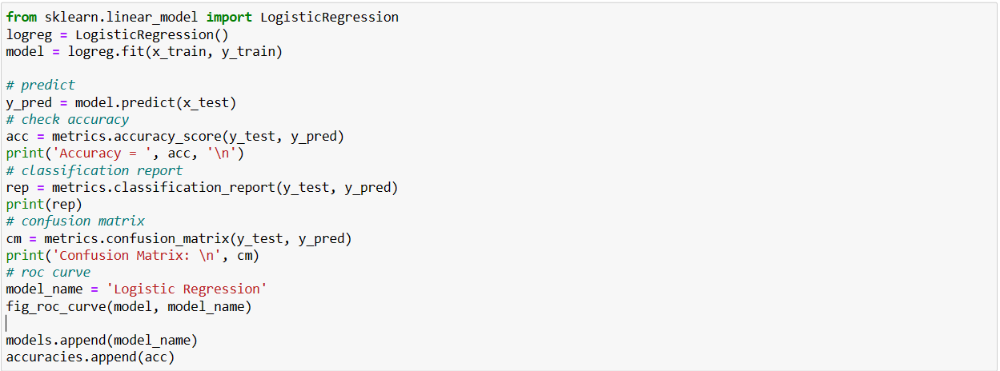 from sklearn.linear_model import LogisticRegression
logreg = LogisticRegression()
model = logreg.fit(x_train, y_train)
# predict
y_pred = model.predict(x_test)
# check accuracy
acc = metrics.accuracy_score(y_test, y_pred)
print('Accuracy = ', acc, '\n')
# classification report
rep = metrics.classification_report(y_test, y_pred)
print(rep)
# confusion matrix
cm = metrics.confusion_matrix(y_test, y_pred)
print('Confusion Matrix: \n', cm)
# roc curve
model_name = 'Logistic Regression'
fig_roc_curve(model, model_name)
models.append(model_name)
accuracies.append(acc)